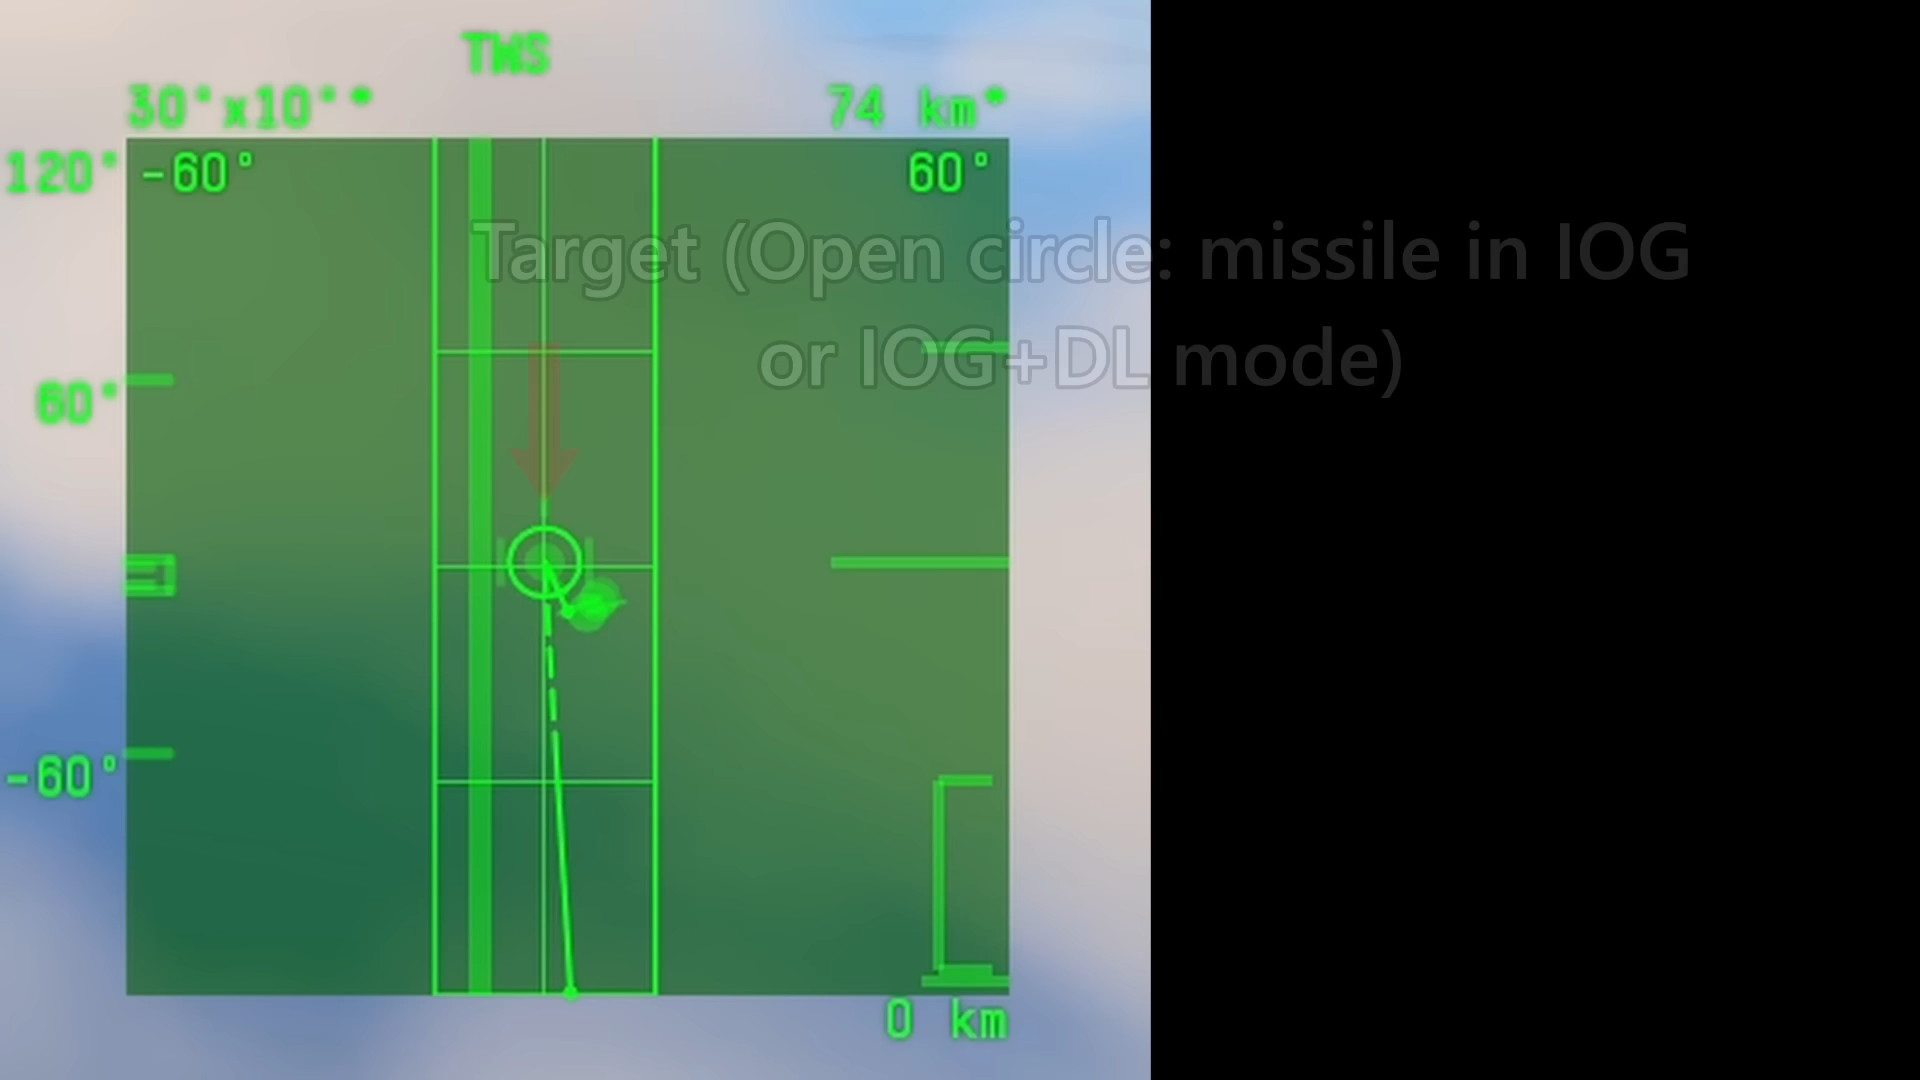 TWS
30°x10°*
74 km*
120°
-60°
60°
Target (Open circle: missile in IOG
or IOG+DL mode)
60°
-60°
0 km